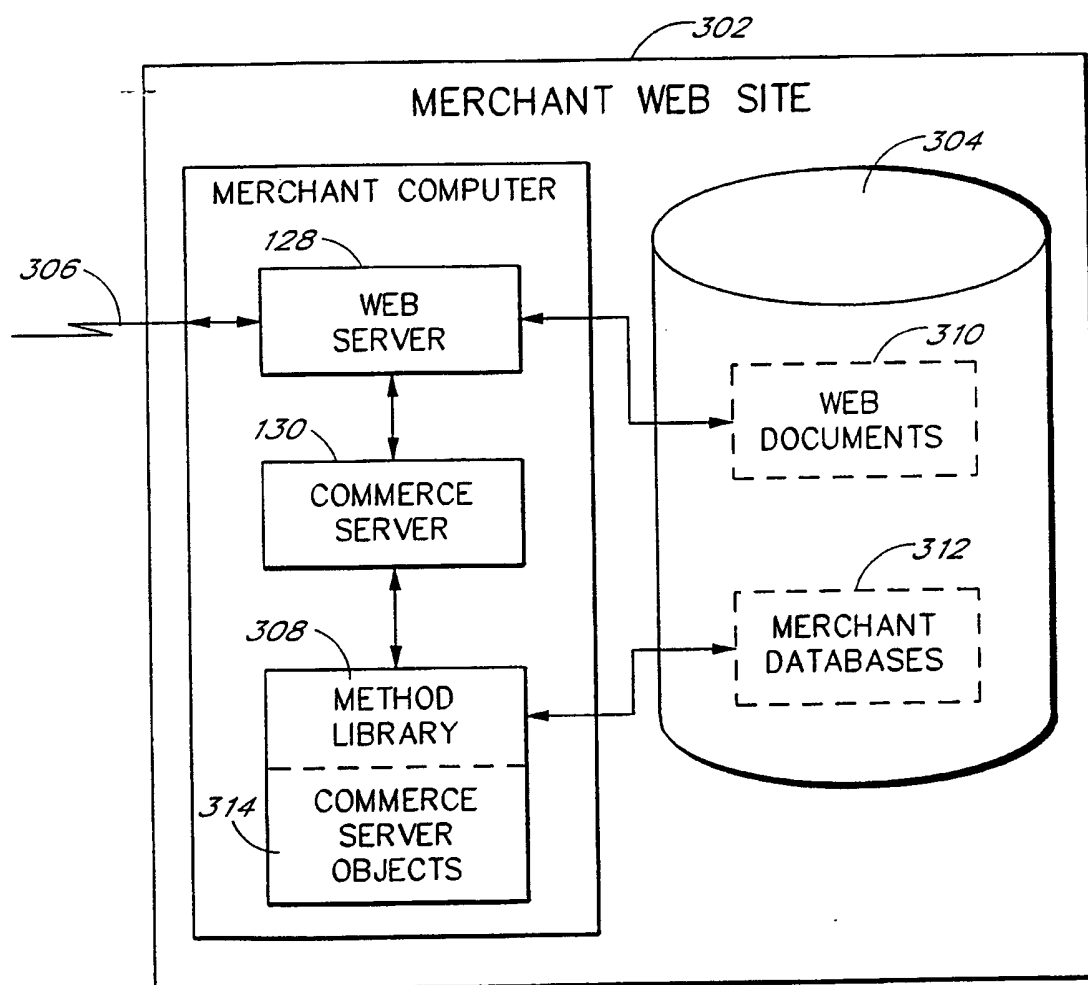 302
MERCHANT WEB SITE
304
MERCHANT COMPUTER
128
306
WEB
SERVER
310
WEB
DOCUMENTS
130
COMMERCE
SERVER
312
MERCHANT
DATABASES
308
METHOD
LIBRARY
314
COMMERCE
SERVER
OBJECTS